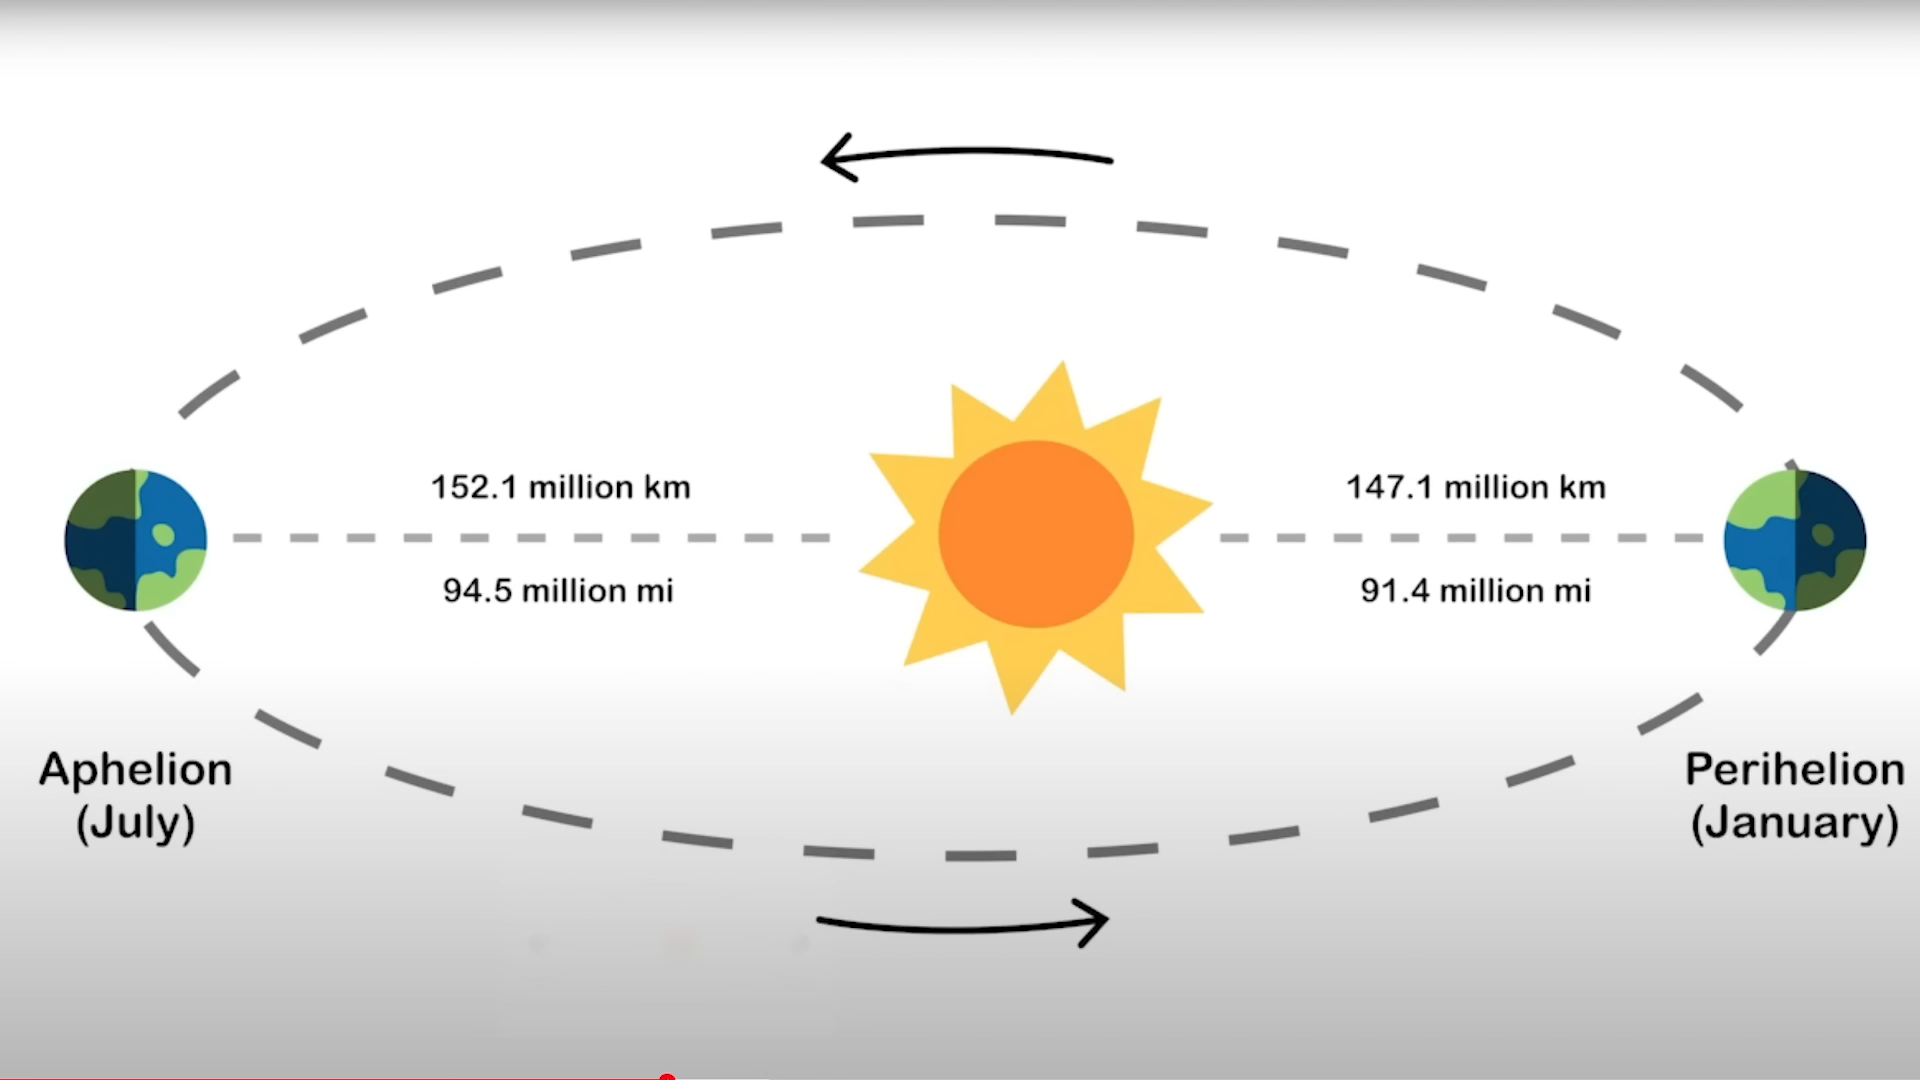 152.1 million km
94.5 million mi
147.1 million km
91.4 million mi
Aphelion
(July)
Perihelion
(January)